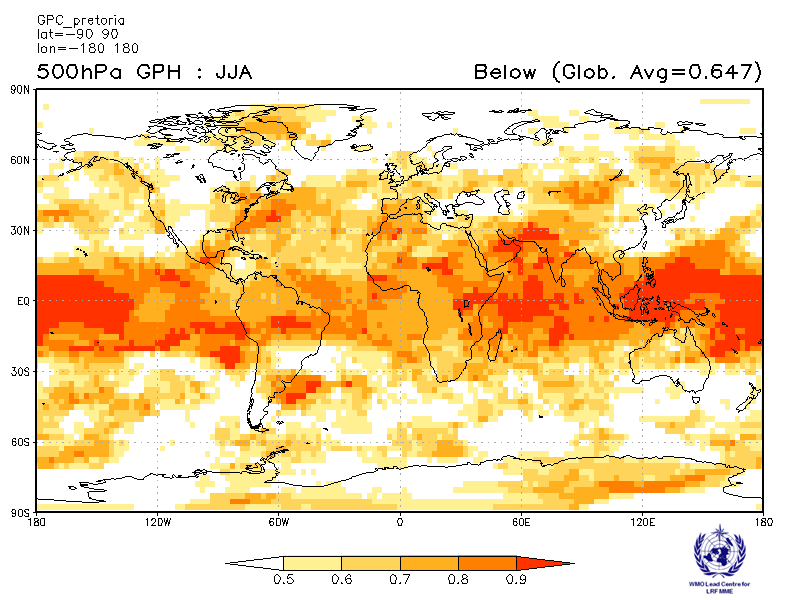 GPC_pretoria
lat=-90 90
lon=-180 180
500hPa GPH : JJA Below (Glob. Avg=0.647)
90N
60N
30N
EQ
30S
60S
90S
180 120W 60W 0 60E 120E 180
0.5 0.6 0.7 0.8 0.9
WMO Lead Centre for
LRF MME